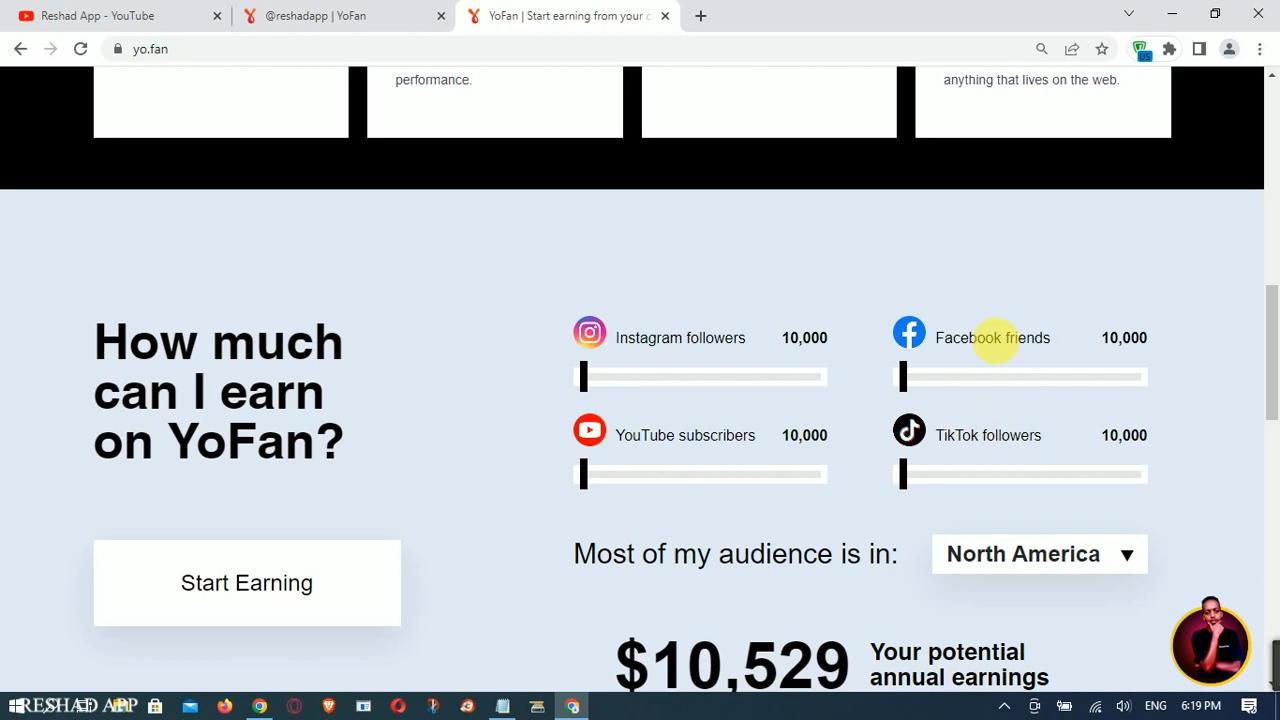 Reshad App - YouTube
@reshadapp | YoFan
YoFan | Start earning from your c
yo.fan
US
performance.
anything that lives on the web.
How much
can I earn
on YoFan?
Start Earning
Instagram followers 10,000
Facebook friends 10,000
YouTube subscribers 10,000
TikTok followers 10,000
Most of my audience is in: North America
$10,529
Your potential
annual earnings
RESHAD APP
ENG 6:19 PM